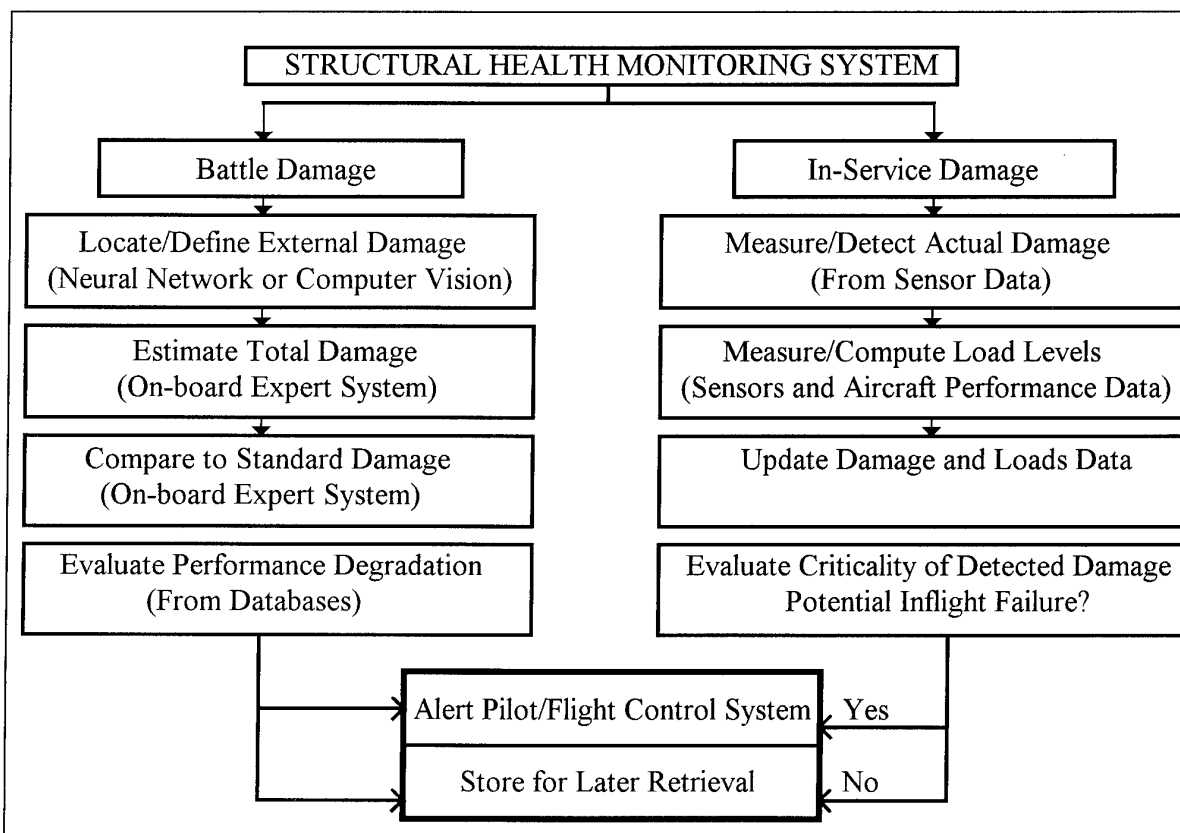 STRUCTURAL HEALTH MONITORING SYSTEM
Battle Damage
Locate/Define External Damage
(Neural Network or Computer Vision)
Estimate Total Damage
(On-board Expert System)
Compare to Standard Damage
(On-board Expert System)
Evaluate Performance Degradation
(From Databases)
In-Service Damage
Measure/Detect Actual Damage
(From Sensor Data)
Measure/Compute Load Levels
(Sensors and Aircraft Performance Data)
Update Damage and Loads Data
Evaluate Criticality of Detected Damage
Potential Inflight Failure?
Alert Pilot/Flight Control System
Yes
Store for Later Retrieval
No